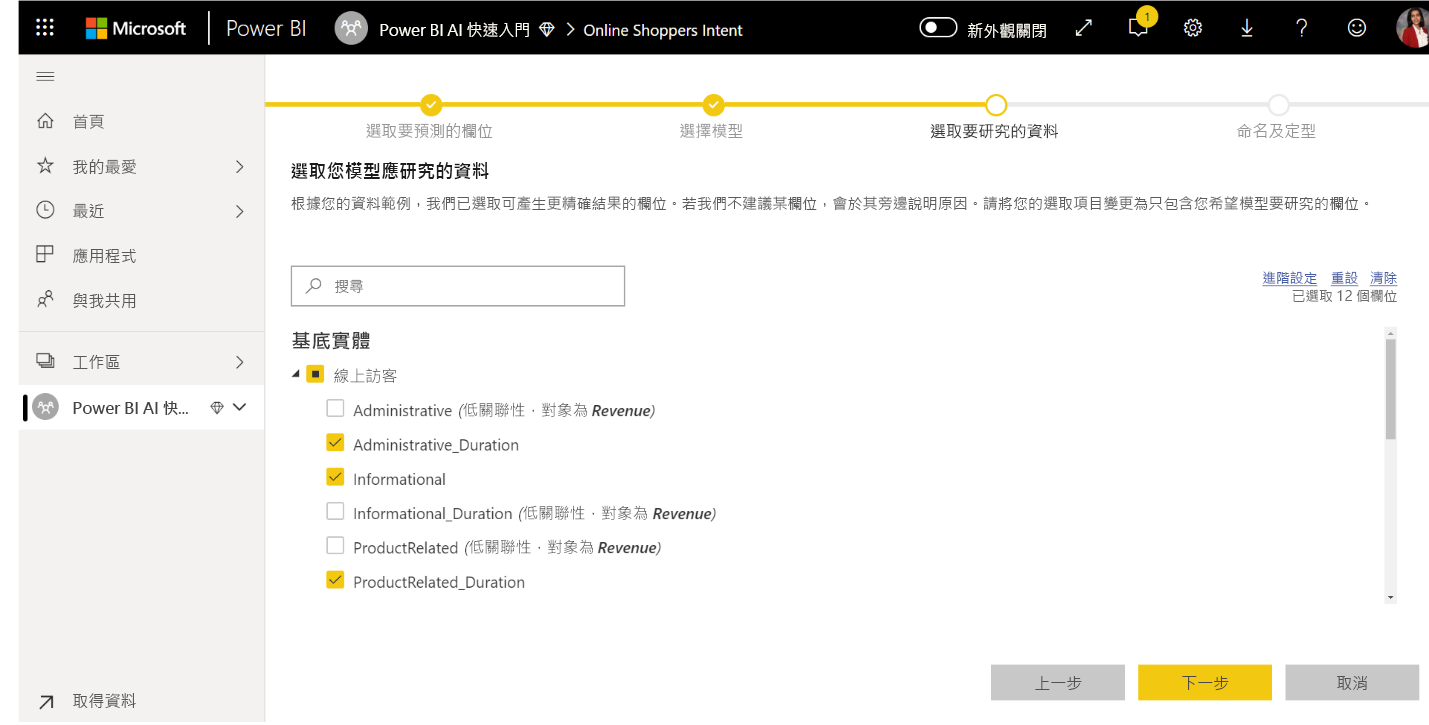 Microsoft Power BI Power BI AI 快速入門 > Online Shoppers Intent 新外觀關閉 1
選取要預測的欄位 選擇模型 選取要研究的資料 命名及定型
首頁
我的最愛
最近
應用程式
與我共用
工作區
Power BI AI 快...
取得資料
選取您模型應研究的資料
根據您的資料範例，我們已選取可產生更精確結果的欄位。若我們不建議某欄位，會於其旁邊說明原因。請將您的選取項目變更為只包含您希望模型要研究的欄位。
搜尋
進階設定 重設 清除
已選取 12 個欄位
基底實體
線上訪客
Administrative (低關聯性，對象為 Revenue)
Administrative_Duration
Informational
Informational_Duration (低關聯性，對象為 Revenue)
ProductRelated (低關聯性，對象為 Revenue)
ProductRelated_Duration
上一步 下一步 取消